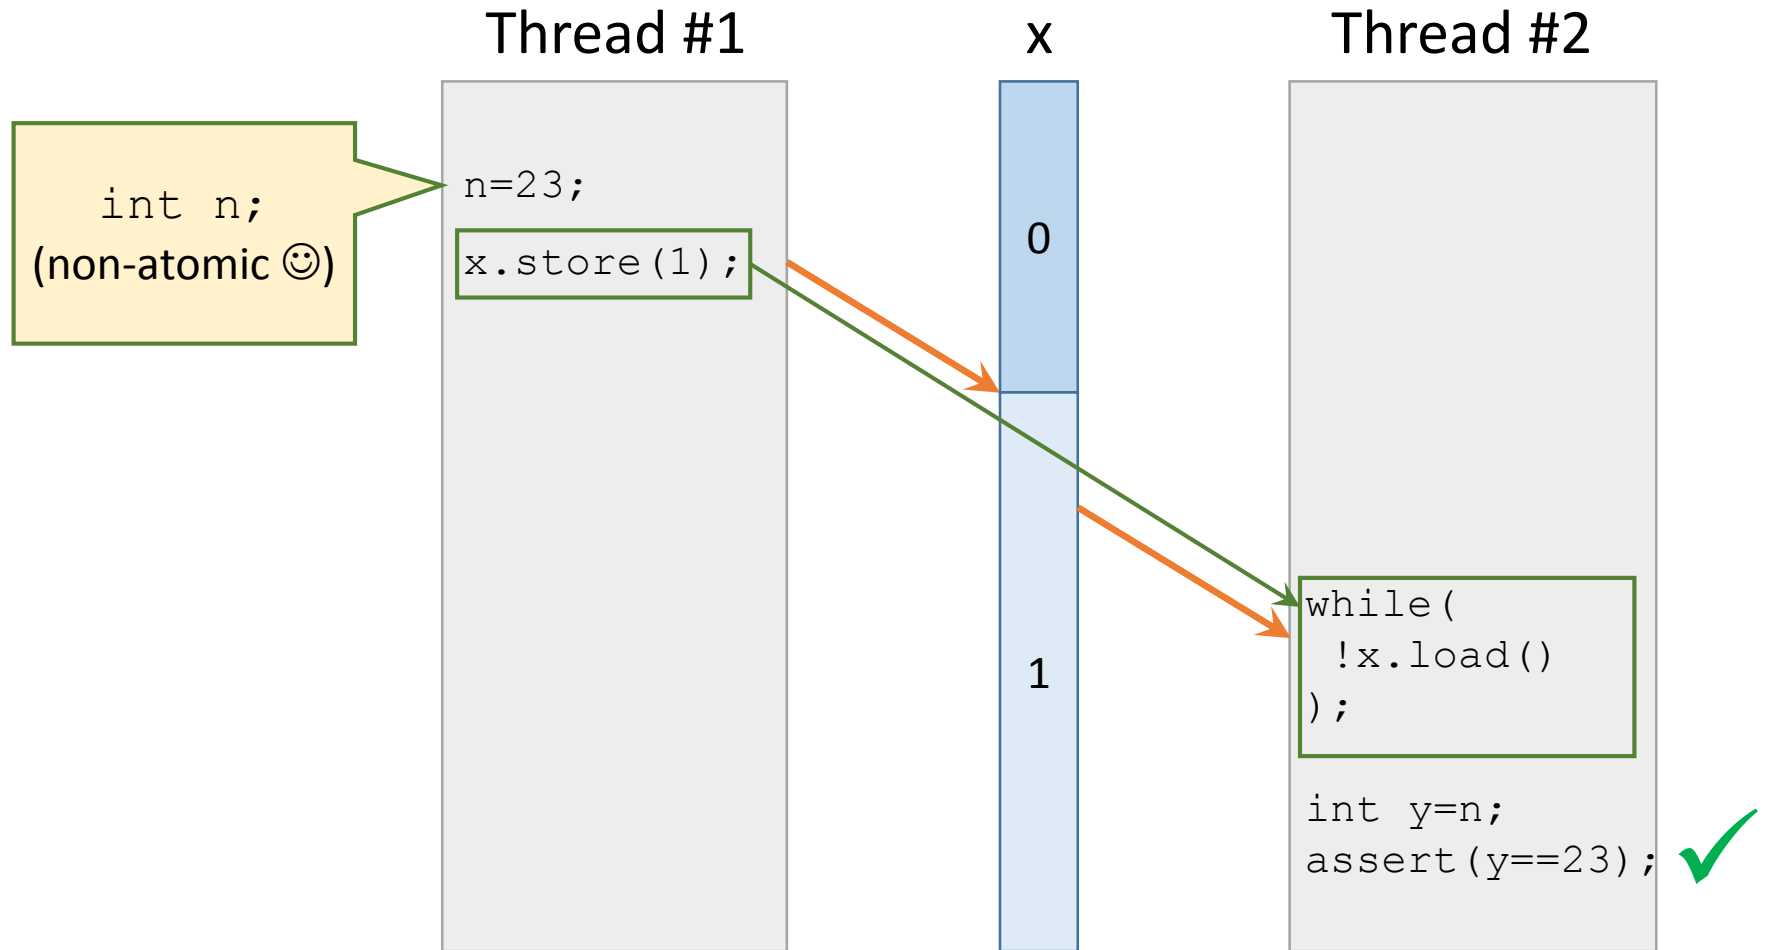 Thread #1
x
Thread #2
int n;
(non-atomic ☺)
n=23;
x.store(1);
0
1
while(
!x.load()
);
int y=n;
assert(y==23);